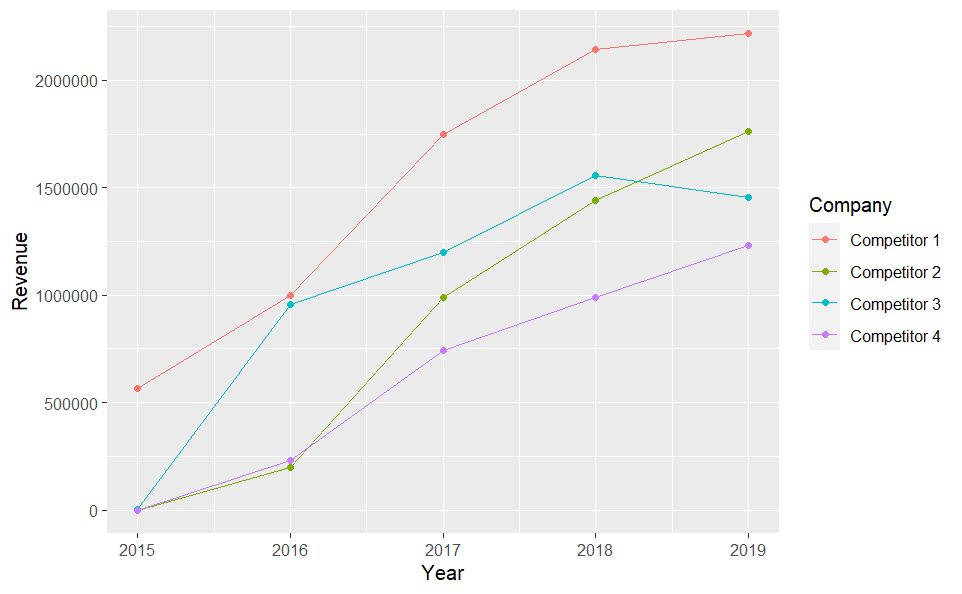 2000000
1500000
1000000
500000
0
Revenue
2015 2016 2017 2018 2019
Year
Company
Competitor 1
Competitor 2
Competitor 3
Competitor 4